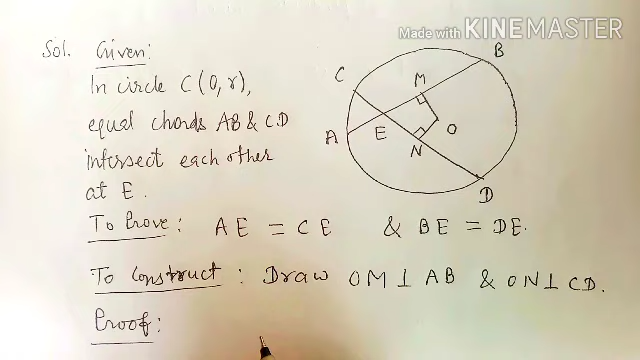 Made with KINEMASTER
Sol. Given:
In circle C(O, r),
equal chords AB & CD
intersect each other
at E.
C
B
M
A
E
O
N
D
To Prove: AE = CE & BE = DE.
To Construct: Draw OM ⊥ AB & ON ⊥ CD.
Proof: